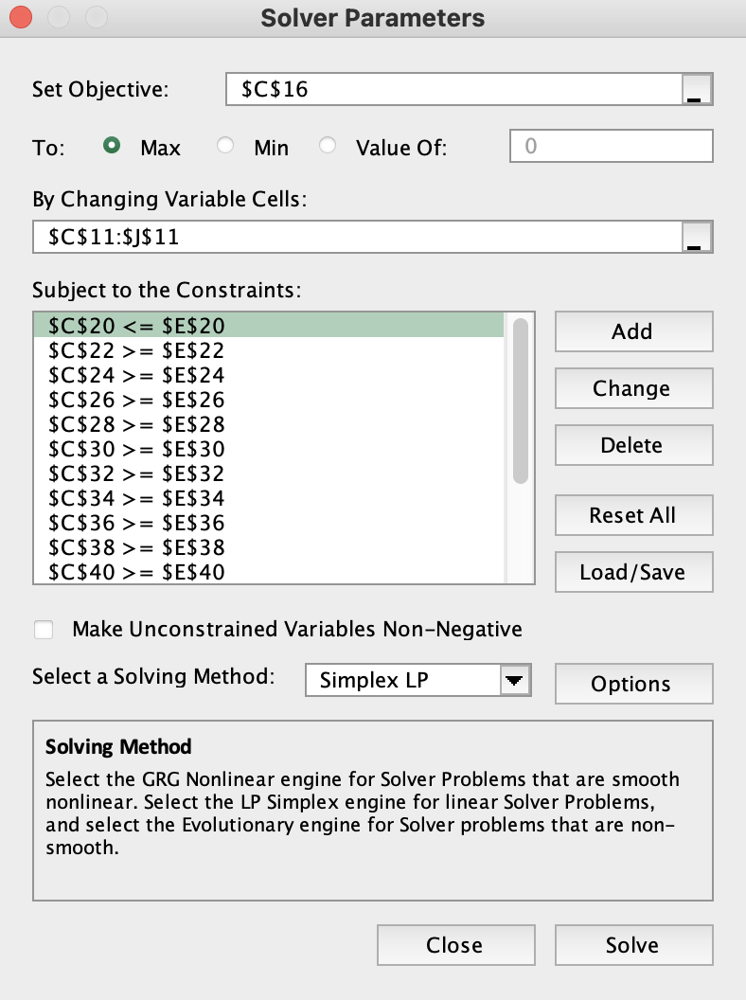 Solver Parameters
Set Objective: $C$16
To: Max Min Value Of: 0
By Changing Variable Cells:
$C$11:$J$11
Subject to the Constraints:
$C$20 <= $E$20
$C$22 >= $E$22
$C$24 >= $E$24
$C$26 >= $E$26
$C$28 >= $E$28
$C$30 >= $E$30
$C$32 >= $E$32
$C$34 >= $E$34
$C$36 >= $E$36
$C$38 >= $E$38
$C$40 >= $E$40
Add
Change
Delete
Reset All
Load/Save
Make Unconstrained Variables Non-Negative
Select a Solving Method: Simplex LP Options
Solving Method
Select the GRG Nonlinear engine for Solver Problems that are smooth
nonlinear. Select the LP Simplex engine for linear Solver Problems,
and select the Evolutionary engine for Solver problems that are non-
smooth.
Close Solve